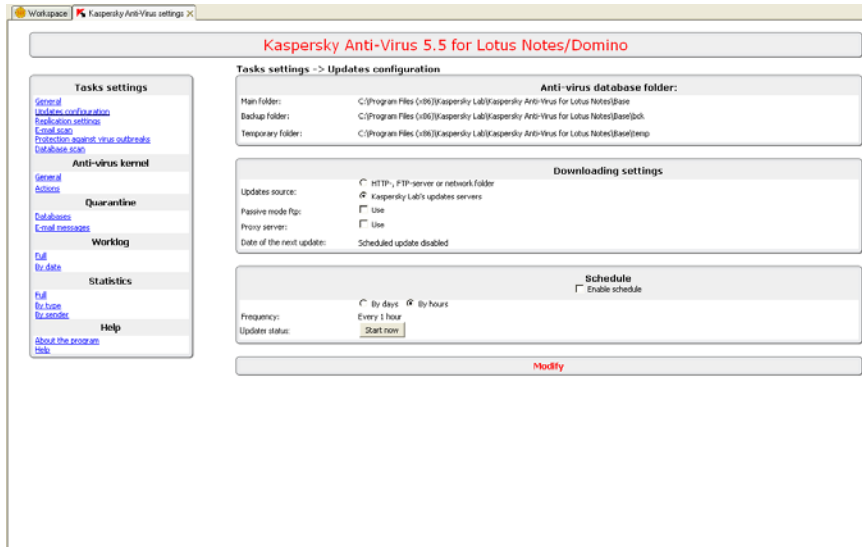 Workspace
Kaspersky Anti-Virus settings
Kaspersky Anti-Virus 5.5 for Lotus Notes/Domino
Tasks settings
General
Updates configuration
Replication settings
E-mail scan
Protection against virus outbreaks
Database scan
Anti-virus kernel
General
Actions
Quarantine
Databases
E-mail messages
Worklog
Full
By date
Statistics
Full
By type
By sender
Help
About the program
Help
Tasks settings -> Updates configuration
Anti-virus database folder:
Main folder: C:\Program Files (x86)\Kaspersky Lab\Kaspersky Anti-Virus for Lotus Notes\Base
Backup folder: C:\Program Files (x86)\Kaspersky Lab\Kaspersky Anti-Virus for Lotus Notes\Base\bck
Temporary folder: C:\Program Files (x86)\Kaspersky Lab\Kaspersky Anti-Virus for Lotus Notes\Base\temp
Downloading settings
Updates source: HTTP-, FTP-server or network folder
Kaspersky Lab's updates servers
Passive mode ftp: Use
Proxy server: Use
Date of the next update: Scheduled update disabled
Schedule
Enable schedule
By days By hours
Frequency: Every 1 hour
Updater status: Start now
Modify